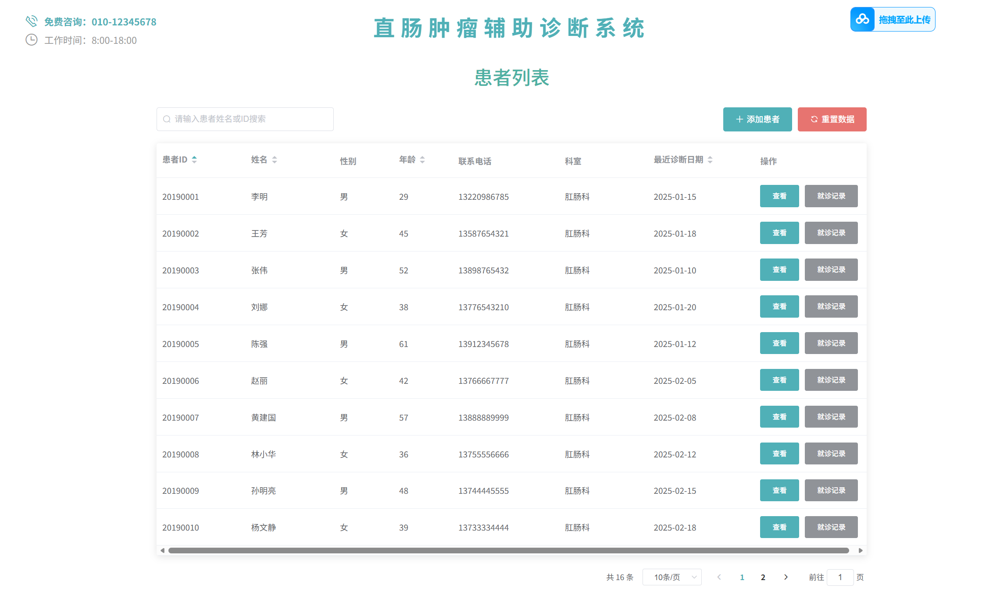 免费咨询：010-12345678
工作时间：8:00-18:00
直肠肿瘤辅助诊断系统
拖拽至此上传
患者列表
请输入患者姓名或ID搜索
添加患者 重置数据
患者ID 姓名 性别 年龄 联系电话 科室 最近诊断日期 操作
20190001 李明 男 29 13220986785 肛肠科 2025-01-15 查看 就诊记录
20190002 王芳 女 45 13587654321 肛肠科 2025-01-18 查看 就诊记录
20190003 张伟 男 52 13898765432 肛肠科 2025-01-10 查看 就诊记录
20190004 刘娜 女 38 13776543210 肛肠科 2025-01-20 查看 就诊记录
20190005 陈强 男 61 13912345678 肛肠科 2025-01-12 查看 就诊记录
20190006 赵丽 女 42 13766667777 肛肠科 2025-02-05 查看 就诊记录
20190007 黄建国 男 57 13888889999 肛肠科 2025-02-08 查看 就诊记录
20190008 林小华 女 36 13755556666 肛肠科 2025-02-12 查看 就诊记录
20190009 孙明亮 男 48 13744445555 肛肠科 2025-02-15 查看 就诊记录
20190010 杨文静 女 39 13733334444 肛肠科 2025-02-18 查看 就诊记录
共 16 条 10条/页 1 2 前往 1 页